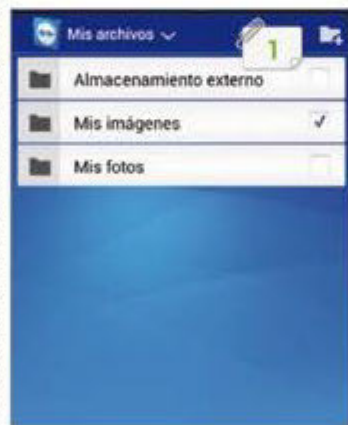 Mis archivos
1
Almacenamiento externo
Mis imágenes
Mis fotos